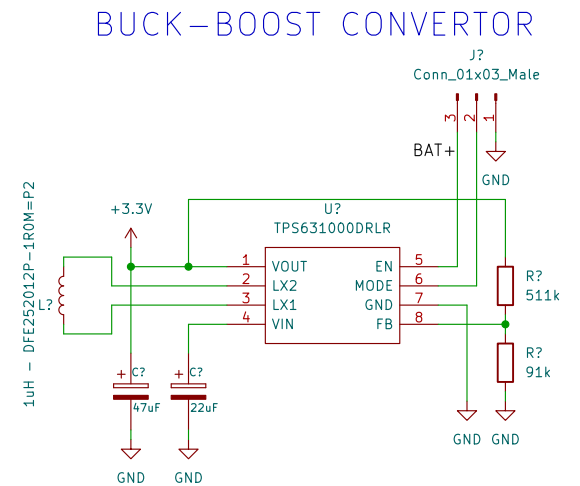 BUCK-BOOST CONVERTOR
J?
Conn_01x03_Male
3
2
1
BAT+
GND
1uH - DFE252012P-1R0M=P2
+3.3V
U?
TPS631000DRLR
1
VOUT
EN
5
2
LX2
MODE
6
3
LX1
GND
7
4
VIN
FB
8
L?
R?
511k
R?
91k
+
C?
47uF
+
C?
22uF
GND
GND
GND
GND